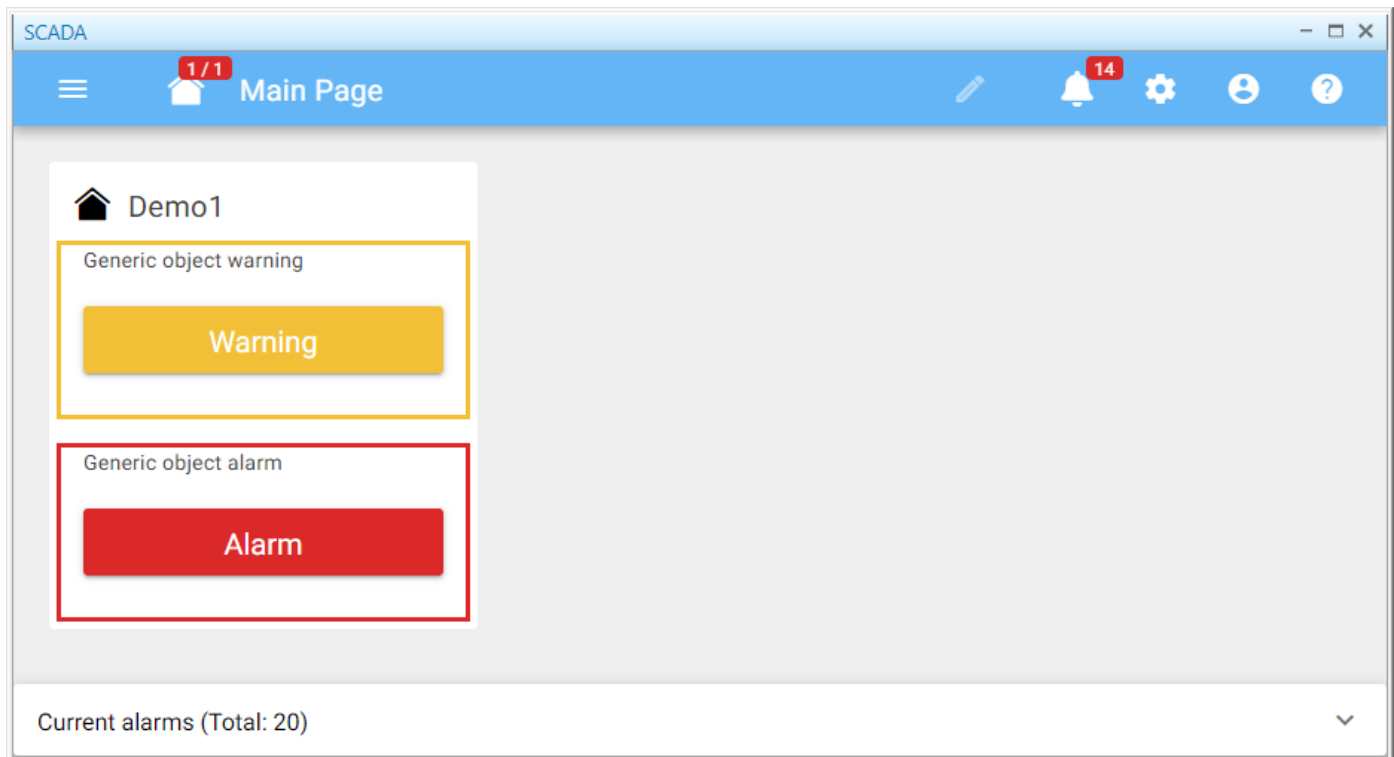 SCADA
1 / 1
Main Page
14
Demo1
Generic object warning
Warning
Generic object alarm
Alarm
Current alarms (Total: 20)